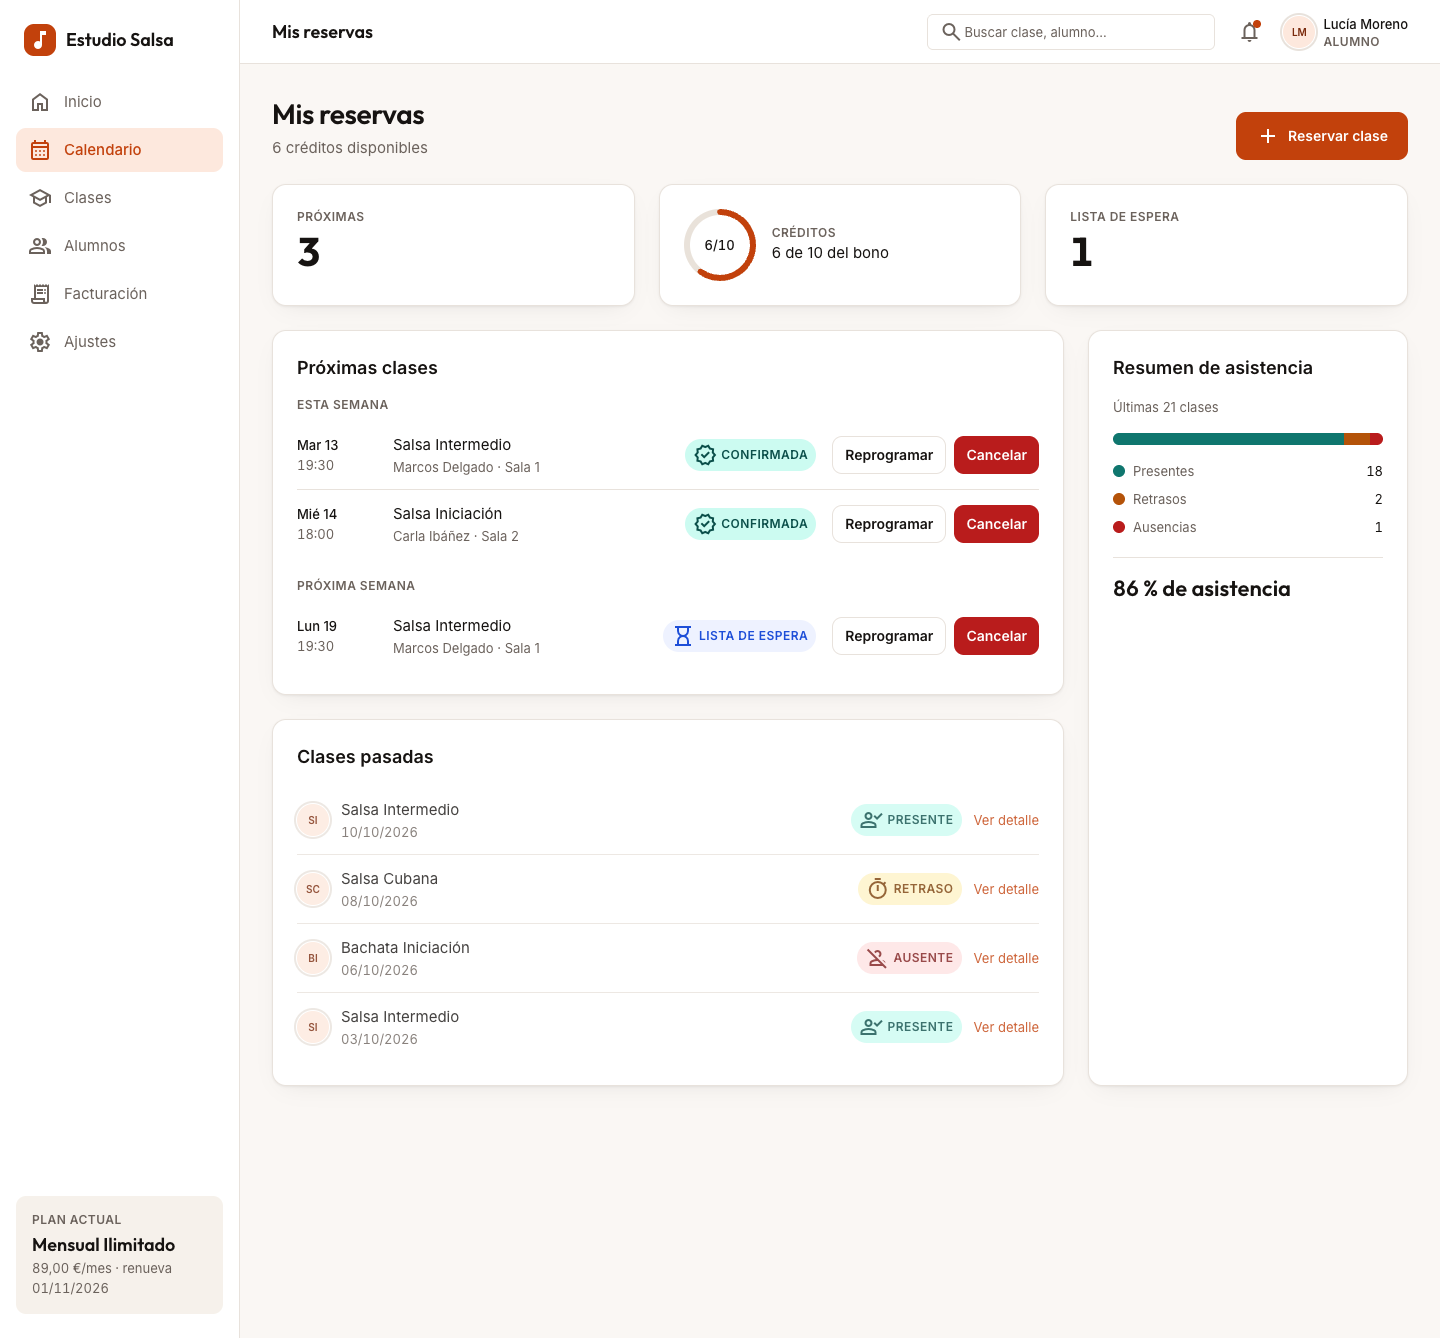 Estudio Salsa
Inicio
Calendario
Clases
Alumnos
Facturación
Ajustes
PLAN ACTUAL
Mensual Ilimitado
89,00 €/mes · renueva
01/11/2026
Mis reservas
Buscar clase, alumno...
LM
Lucía Moreno
ALUMNO
Mis reservas
6 créditos disponibles
Reservar clase
PRÓXIMAS
3
6/10
CRÉDITOS
6 de 10 del bono
LISTA DE ESPERA
1
Próximas clases
ESTA SEMANA
Mar 13
19:30
Salsa Intermedio
Marcos Delgado · Sala 1
CONFIRMADA
Reprogramar
Cancelar
Mié 14
18:00
Salsa Iniciación
Carla Ibáñez · Sala 2
CONFIRMADA
Reprogramar
Cancelar
PRÓXIMA SEMANA
Lun 19
19:30
Salsa Intermedio
Marcos Delgado · Sala 1
LISTA DE ESPERA
Reprogramar
Cancelar
Resumen de asistencia
Últimas 21 clases
Presentes 18
Retrasos 2
Ausencias 1
86 % de asistencia
Clases pasadas
SI
Salsa Intermedio
10/10/2026
PRESENTE
Ver detalle
SC
Salsa Cubana
08/10/2026
RETRASO
Ver detalle
BI
Bachata Iniciación
06/10/2026
AUSENTE
Ver detalle
SI
Salsa Intermedio
03/10/2026
PRESENTE
Ver detalle